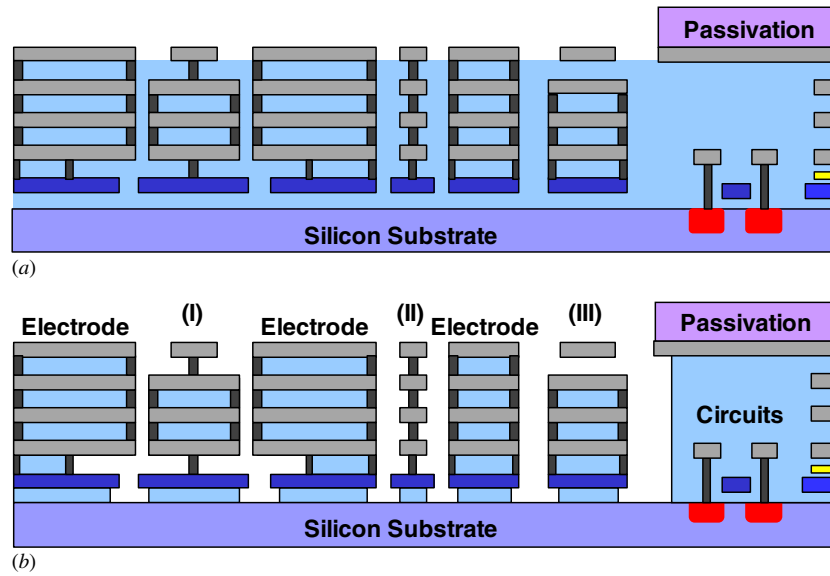 Passivation
Silicon Substrate
(a)
Electrode (I) Electrode (II) Electrode (III) Passivation
Circuits
Silicon Substrate
(b)